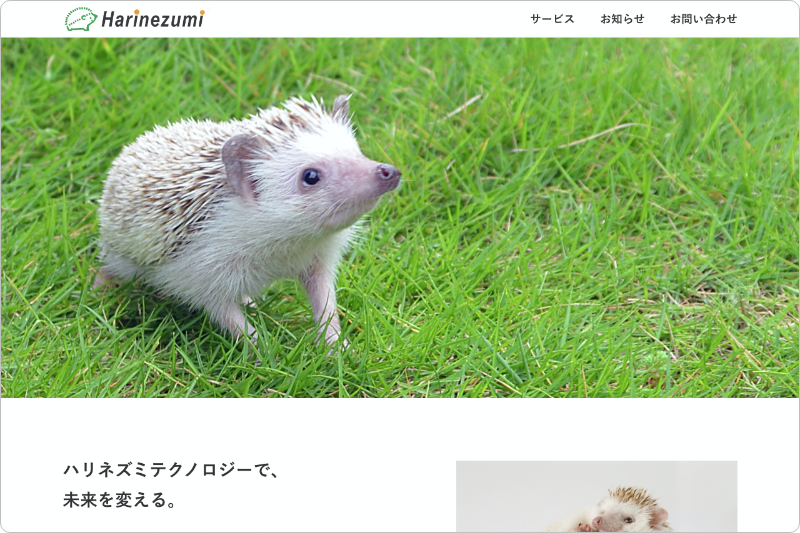 Harinezumi
サービス
お知らせ
お問い合わせ
ハリネズミテクノロジーで、
未来を変える。